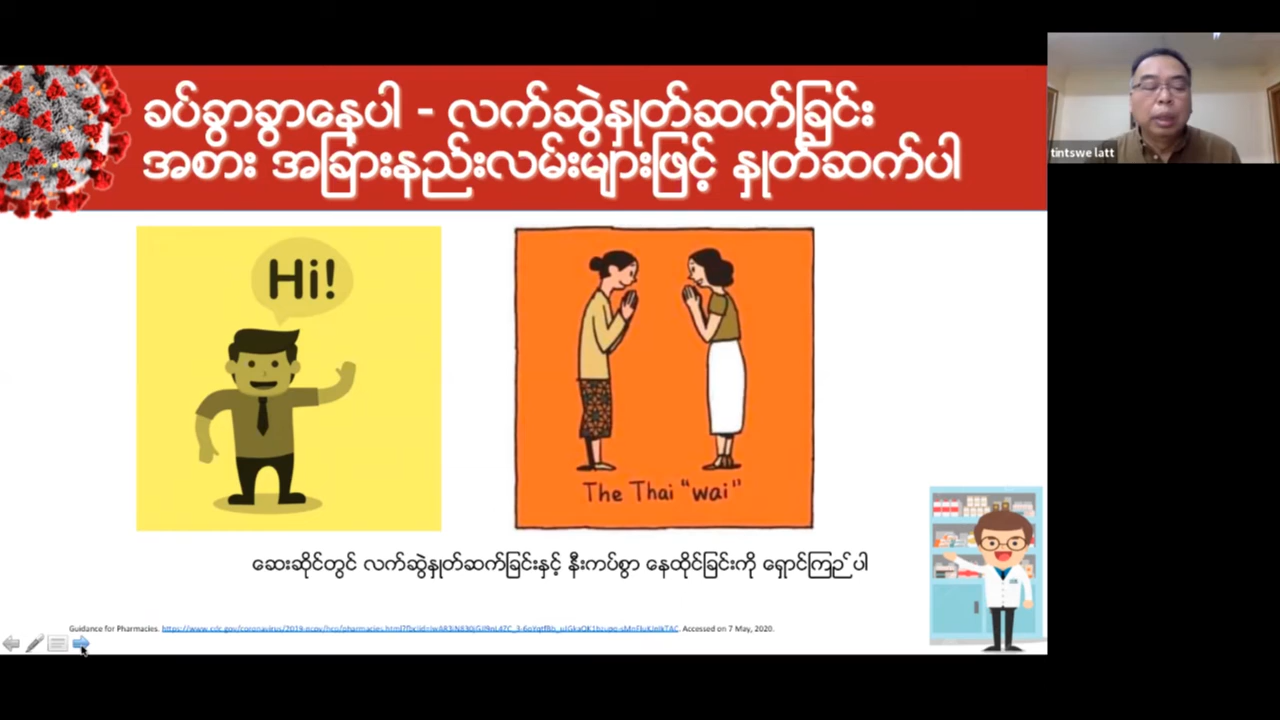 ခပ်ခွာခွာနေပါ - လက်ဆွဲနှုတ်ဆက်ခြင်း
အစား အခြားနည်းလမ်းများဖြင့် နှုတ်ဆက်ပါ
tintswe latt
Hi!
The Thai "wai"
ဆေးဆိုင်တွင် လက်ဆွဲနှုတ်ဆက်ခြင်းနှင့် နီးကပ်စွာ နေထိုင်ခြင်းကို ရှောင်ကြဉ်ပါ
Guidance for Pharmacies. Accessed on 7 May, 2020.